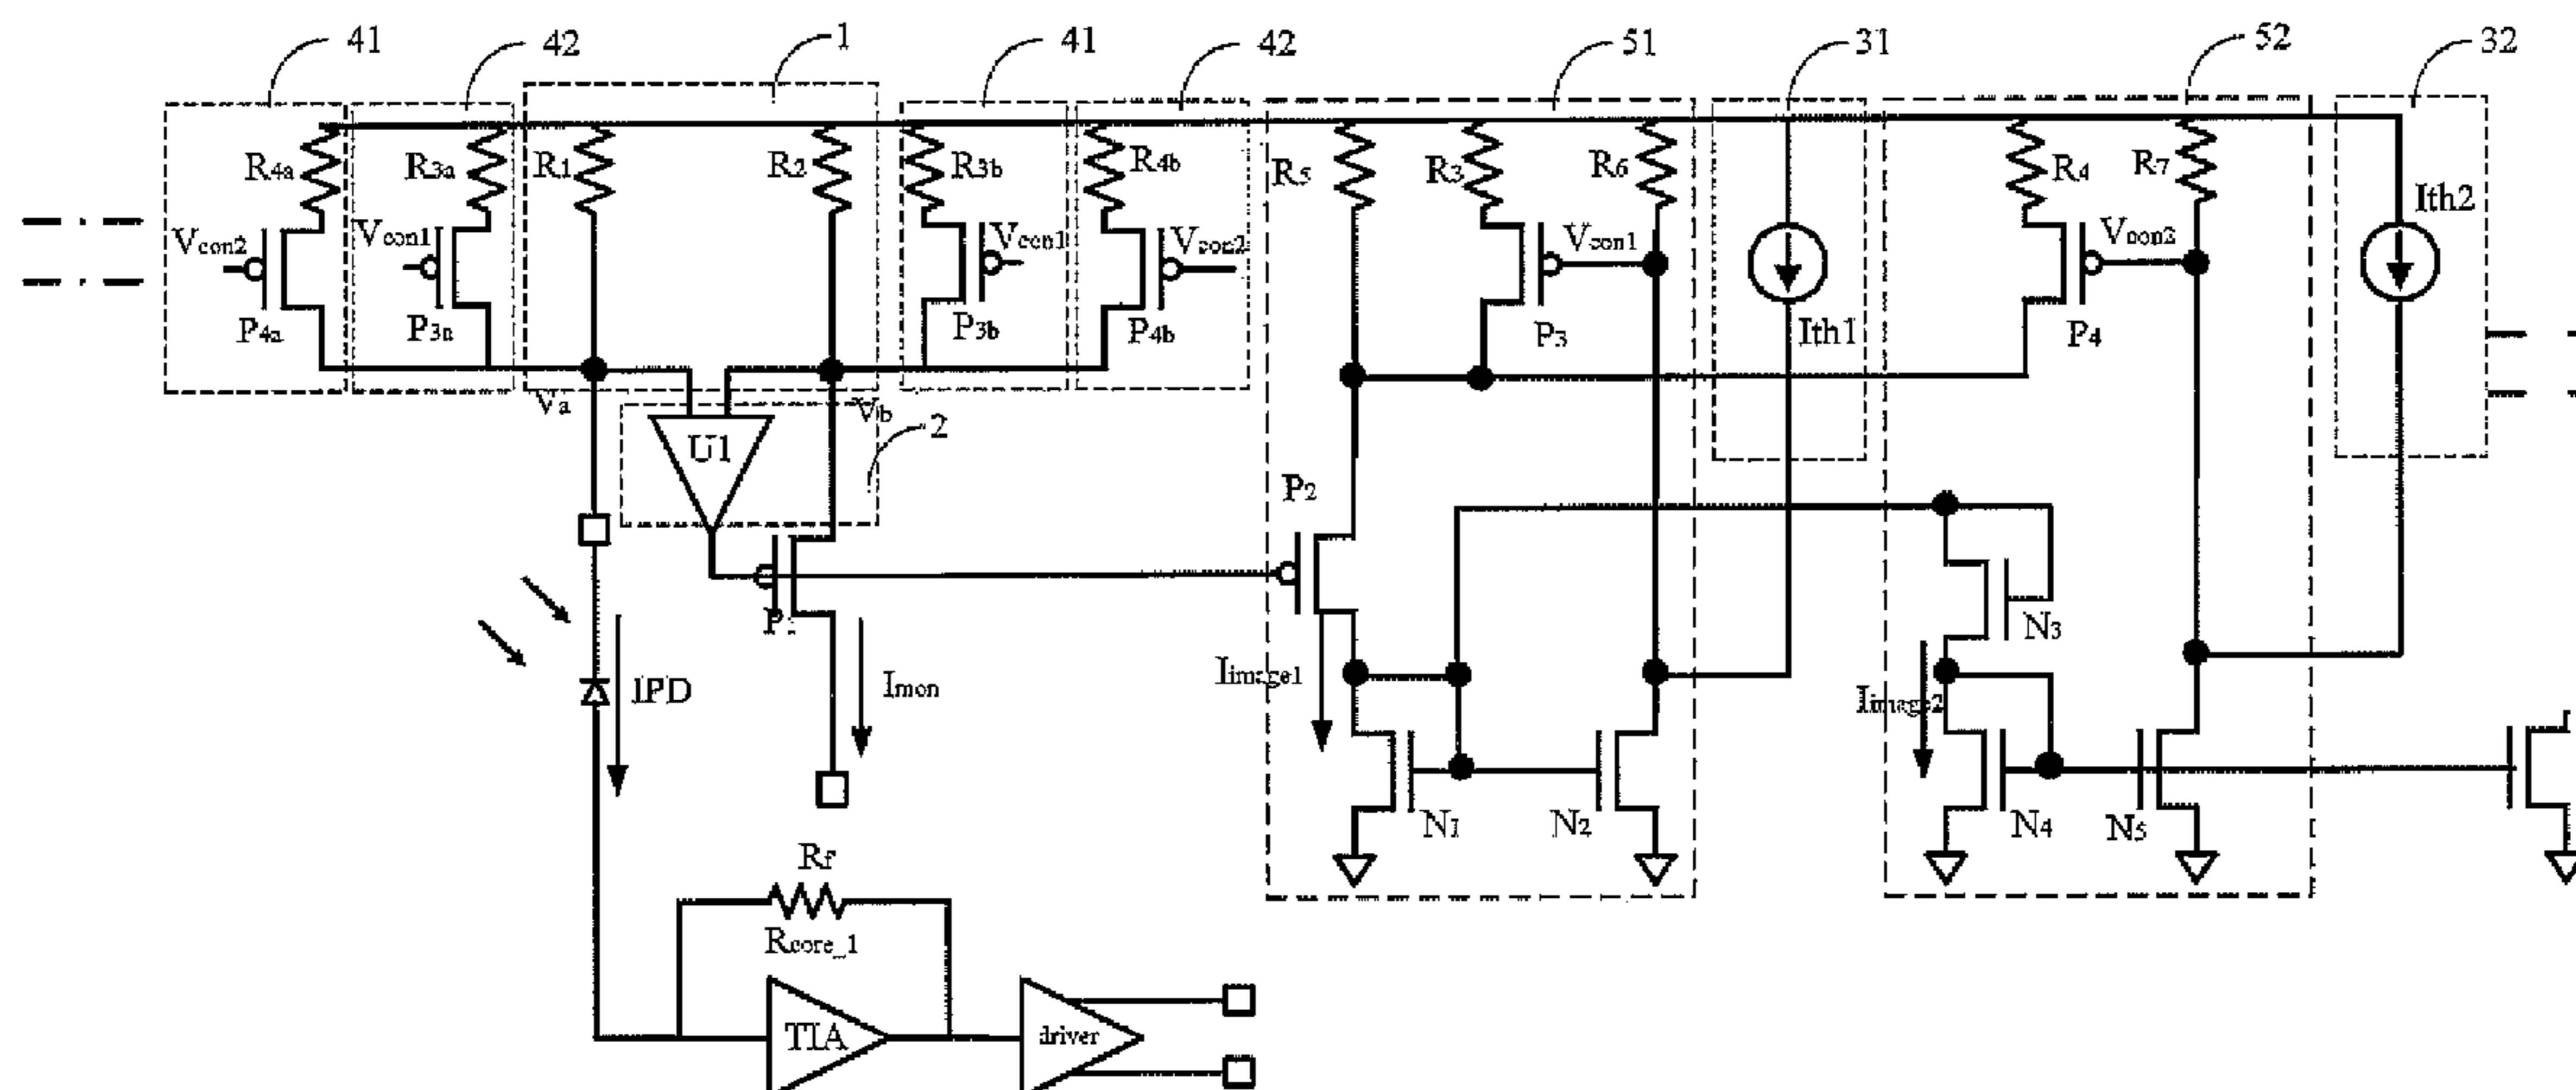 41 42 1 41 42 51 31 52 32
R4a R3a R1 R2 R3b R4b R5 R3 R6 R4 R7
Ith2
Vcon2 Vcon1 Vcon1 Vcon2 Vcon1 Vcon2
P4a P3a P3b P4b P3 Ith1 P4
Va Vb
2
U1
P2
N3
IPD Imon Iimage1 Iimage2
N1 N2 N4 N5
Rf
Rcore_1
TIA driver